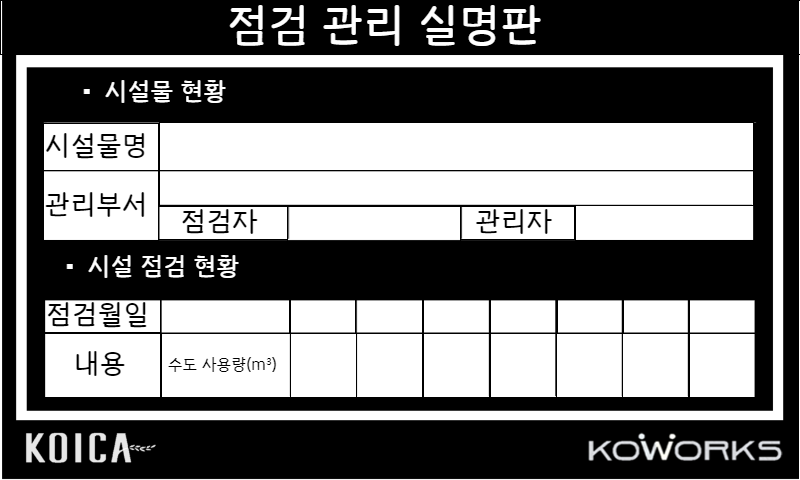 점검 관리 실명판
▪ 시설물 현황
시설물명
관리부서
점검자 관리자
▪ 시설 점검 현황
점검월일
내용 수도 사용량(m³)
KOICA KOWORKS